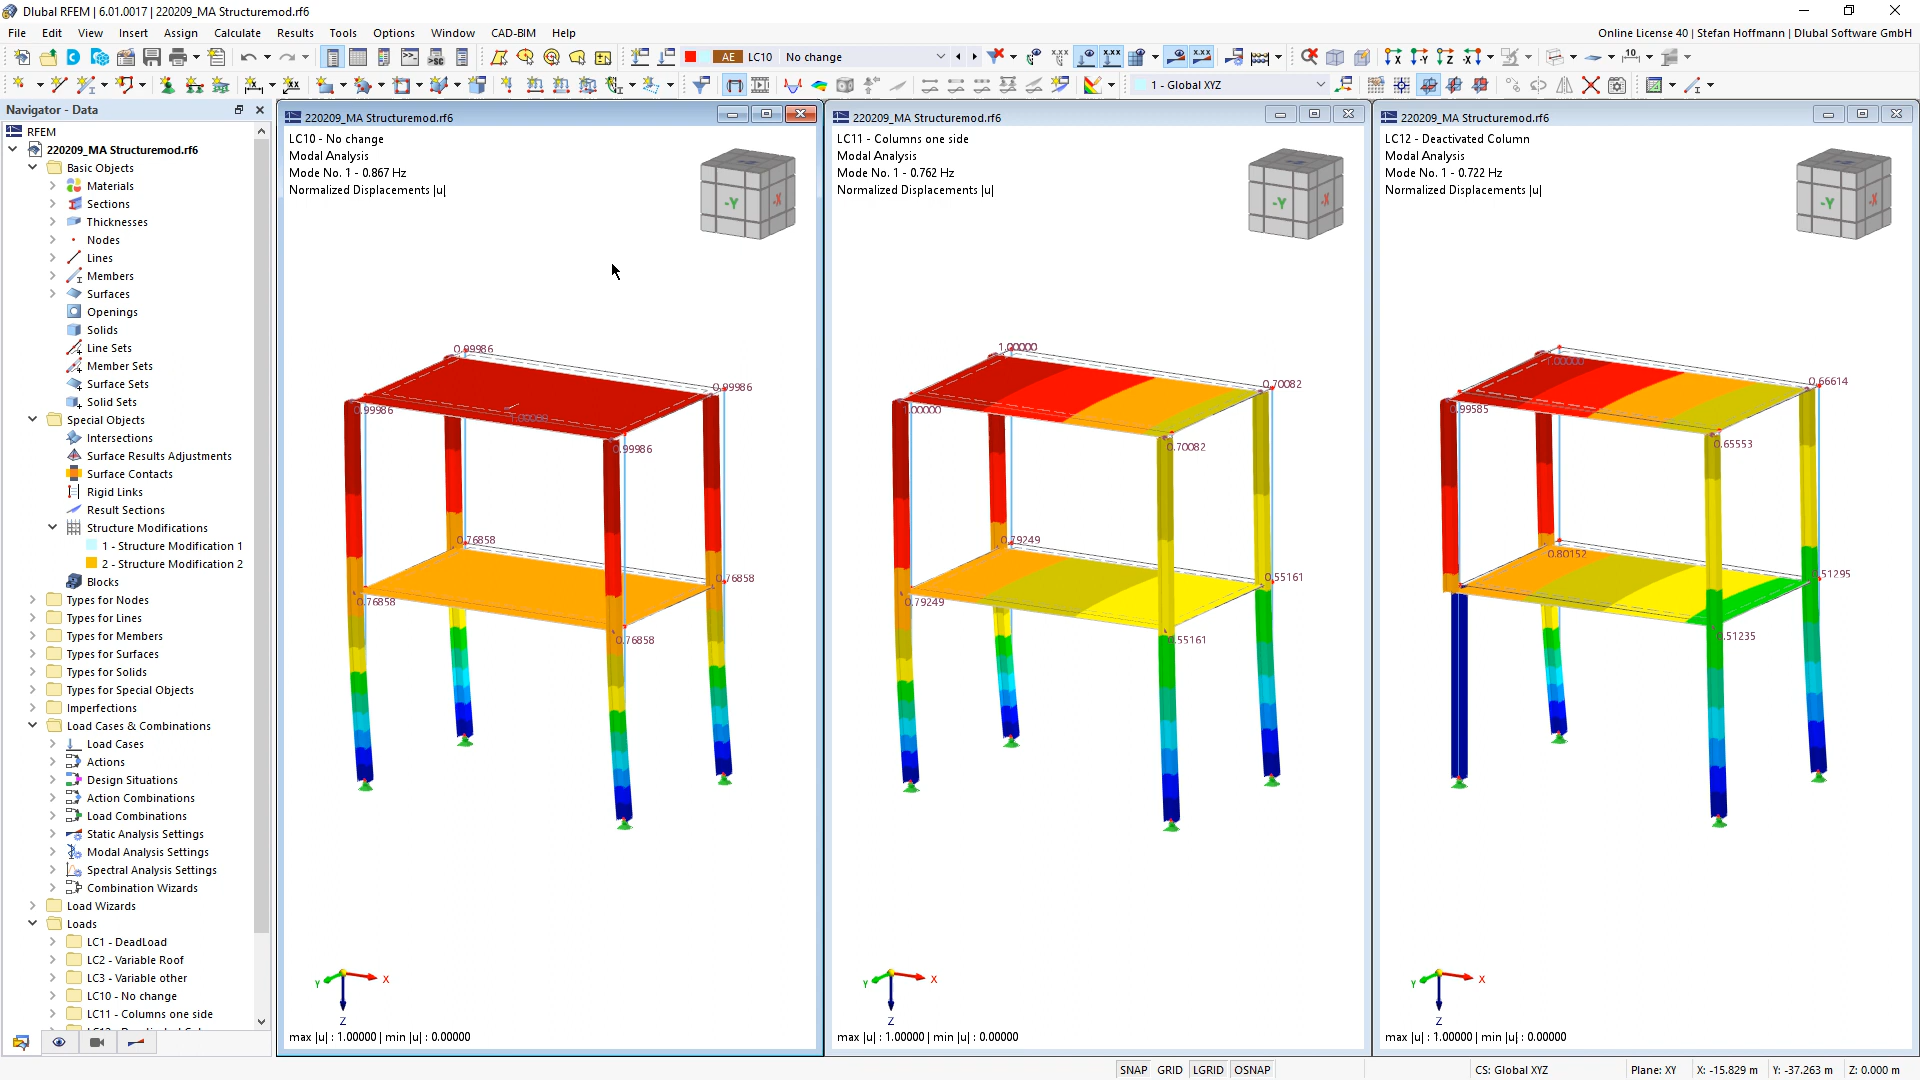 Dlubal RFEM | 6.01.0017 | 220209_MA Structuremod.rf6
File Edit View Insert Assign Calculate Results Tools Options Window CAD-BIM Help
Online License 40 | Stefan Hoffmann | Dlubal Software GmbH
AE LC10 No change
1 - Global XYZ
Navigator - Data
RFEM
220209_MA Structuremod.rf6
Basic Objects
Materials
Sections
Thicknesses
Nodes
Lines
Members
Surfaces
Openings
Solids
Line Sets
Member Sets
Surface Sets
Solid Sets
Special Objects
Intersections
Surface Results Adjustments
Surface Contacts
Rigid Links
Result Sections
Structure Modifications
1 - Structure Modification 1
2 - Structure Modification 2
Blocks
Types for Nodes
Types for Lines
Types for Members
Types for Surfaces
Types for Solids
Types for Special Objects
Imperfections
Load Cases & Combinations
Load Cases
Actions
Design Situations
Action Combinations
Load Combinations
Static Analysis Settings
Modal Analysis Settings
Spectral Analysis Settings
Combination Wizards
Load Wizards
Loads
LC1 - DeadLoad
LC2 - Variable Roof
LC3 - Variable other
LC10 - No change
LC11 - Columns one side
220209_MA Structuremod.rf6
LC10 - No change
Modal Analysis
Mode No. 1 - 0.867 Hz
Normalized Displacements |u|
-Y -X
0.99986
0.99986
0.99986
1.00000
0.99986
0.76858
0.76858
0.76858
0.76858
Y X
Z
max |u| : 1.00000 | min |u| : 0.00000
220209_MA Structuremod.rf6
LC11 - Columns one side
Modal Analysis
Mode No. 1 - 0.762 Hz
Normalized Displacements |u|
-Y -X
1.00000
0.70082
1.00000
0.70082
0.79249
0.55161
0.79249
0.55161
Y X
Z
max |u| : 1.00000 | min |u| : 0.00000
220209_MA Structuremod.rf6
LC12 - Deactivated Column
Modal Analysis
Mode No. 1 - 0.722 Hz
Normalized Displacements |u|
-Y -X
1.00000
0.66614
0.99585
0.65553
0.80152
0.51295
0.51235
Y X
Z
max |u| : 1.00000 | min |u| : 0.00000
SNAP GRID LGRID OSNAP
CS: Global XYZ
Plane: XY
X: -15.829 m Y: -37.263 m Z: 0.000 m